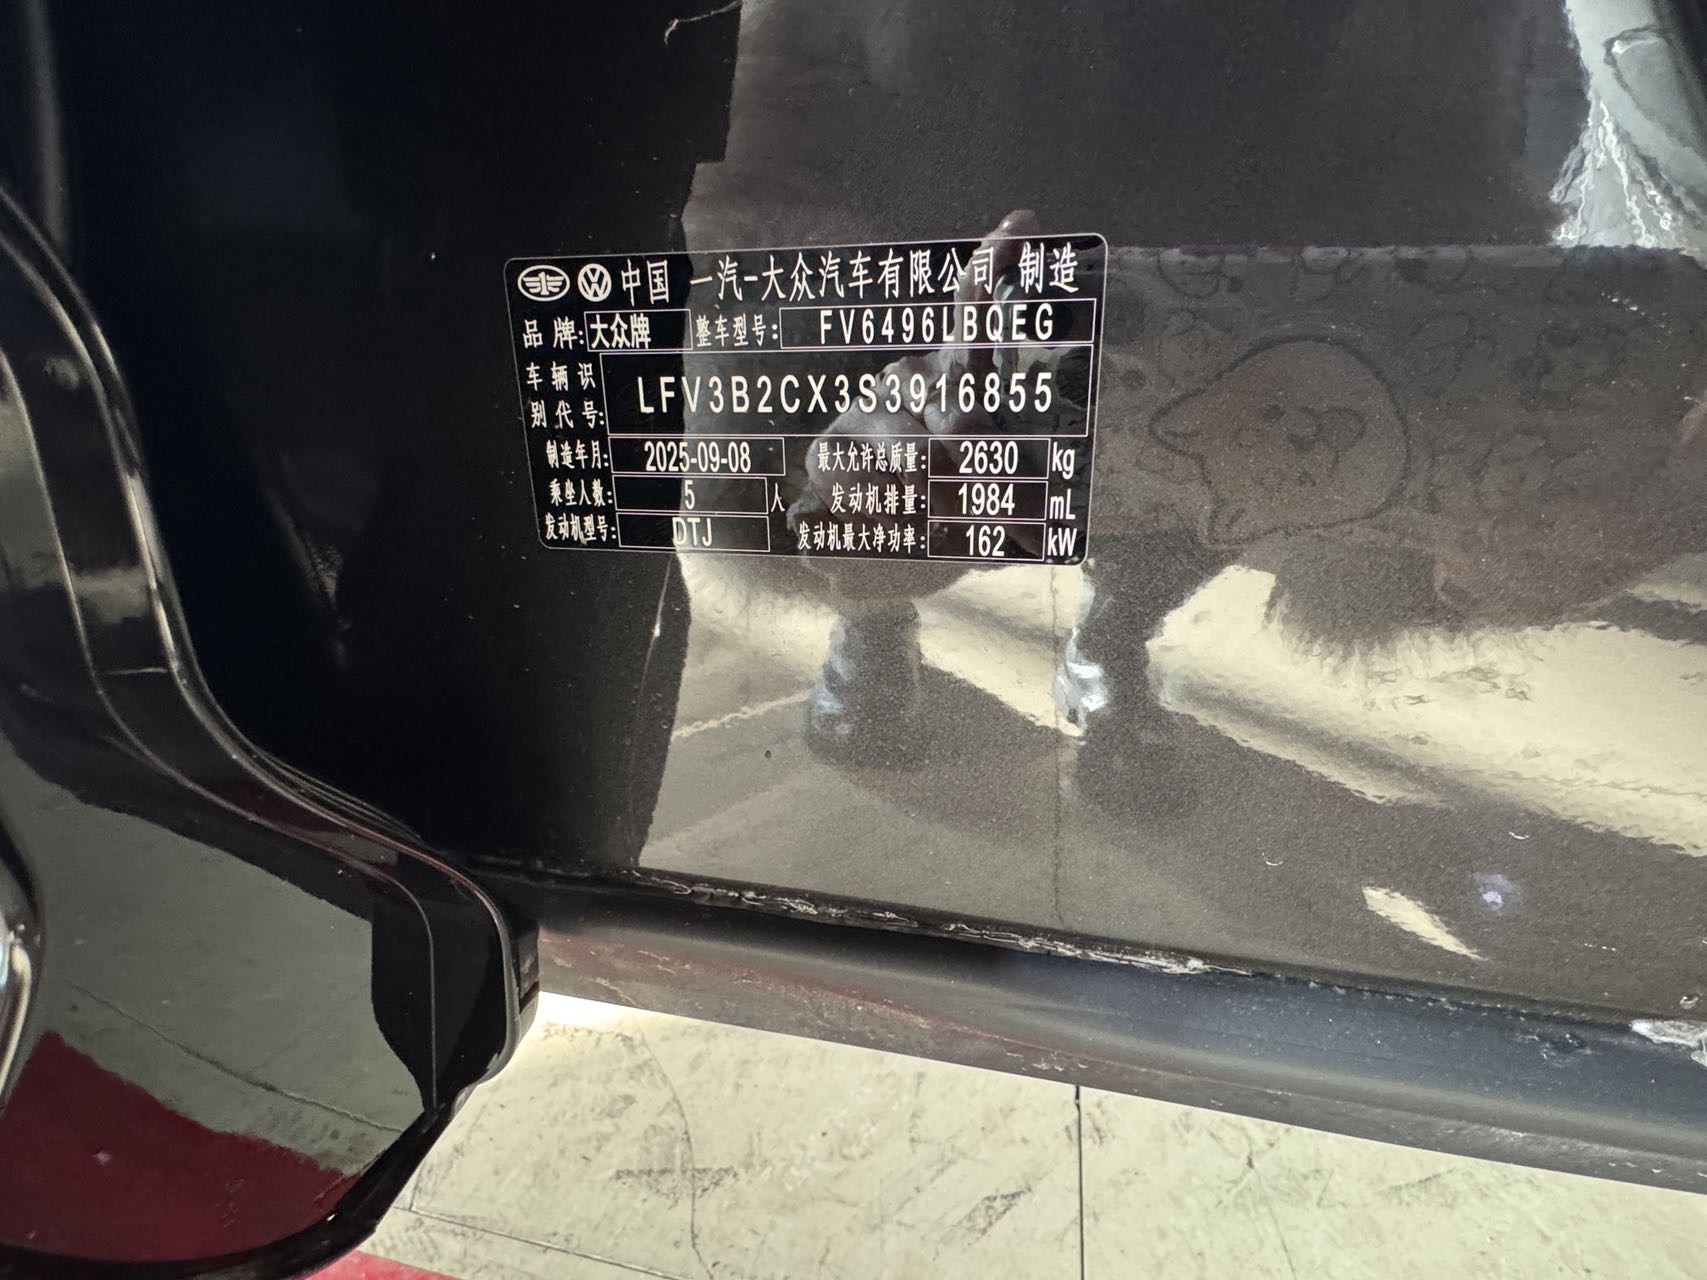 中国 一汽-大众汽车有限公司 制造
品牌: 大众牌 整车型号: FV6496LBQEG
车辆识别代号: LFV3B2CX3S3916855
制造年月: 2025-09-08 最大允许总质量: 2630 kg
乘坐人数: 5 人 发动机排量: 1984 mL
发动机型号: DTJ 发动机最大净功率: 162 kW